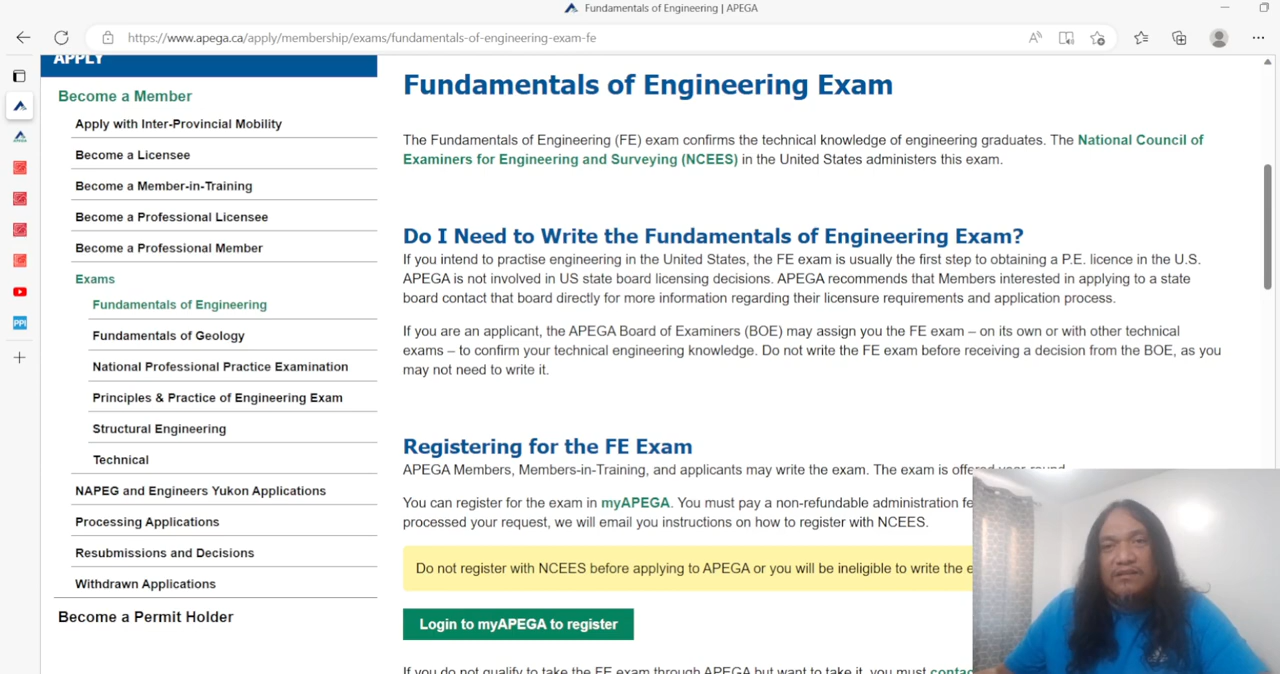 Fundamentals of Engineering | APEGA
https://www.apega.ca/apply/membership/exams/fundamentals-of-engineering-exam-fe
APPLY
Become a Member
Apply with Inter-Provincial Mobility
Become a Licensee
Become a Member-in-Training
Become a Professional Licensee
Become a Professional Member
Exams
Fundamentals of Engineering
Fundamentals of Geology
National Professional Practice Examination
Principles & Practice of Engineering Exam
Structural Engineering
Technical
NAPEG and Engineers Yukon Applications
Processing Applications
Resubmissions and Decisions
Withdrawn Applications
Become a Permit Holder
Fundamentals of Engineering Exam
The Fundamentals of Engineering (FE) exam confirms the technical knowledge of engineering graduates. The National Council of
Examiners for Engineering and Surveying (NCEES) in the United States administers this exam.
Do I Need to Write the Fundamentals of Engineering Exam?
If you intend to practise engineering in the United States, the FE exam is usually the first step to obtaining a P.E. licence in the U.S.
APEGA is not involved in US state board licensing decisions. APEGA recommends that Members interested in applying to a state
board contact that board directly for more information regarding their licensure requirements and application process.
If you are an applicant, the APEGA Board of Examiners (BOE) may assign you the FE exam – on its own or with other technical
exams – to confirm your technical engineering knowledge. Do not write the FE exam before receiving a decision from the BOE, as you
may not need to write it.
Registering for the FE Exam
APEGA Members, Members-in-Training, and applicants may write the exam. The exam is offered year-round.
You can register for the exam in myAPEGA. You must pay a non-refundable administration
processed your request, we will email you instructions on how to register with NCEES.
Do not register with NCEES before applying to APEGA or you will be ineligible to write the
Login to myAPEGA to register
If you do not qualify to take the FE exam through APEGA but want to take it, you must
PPI